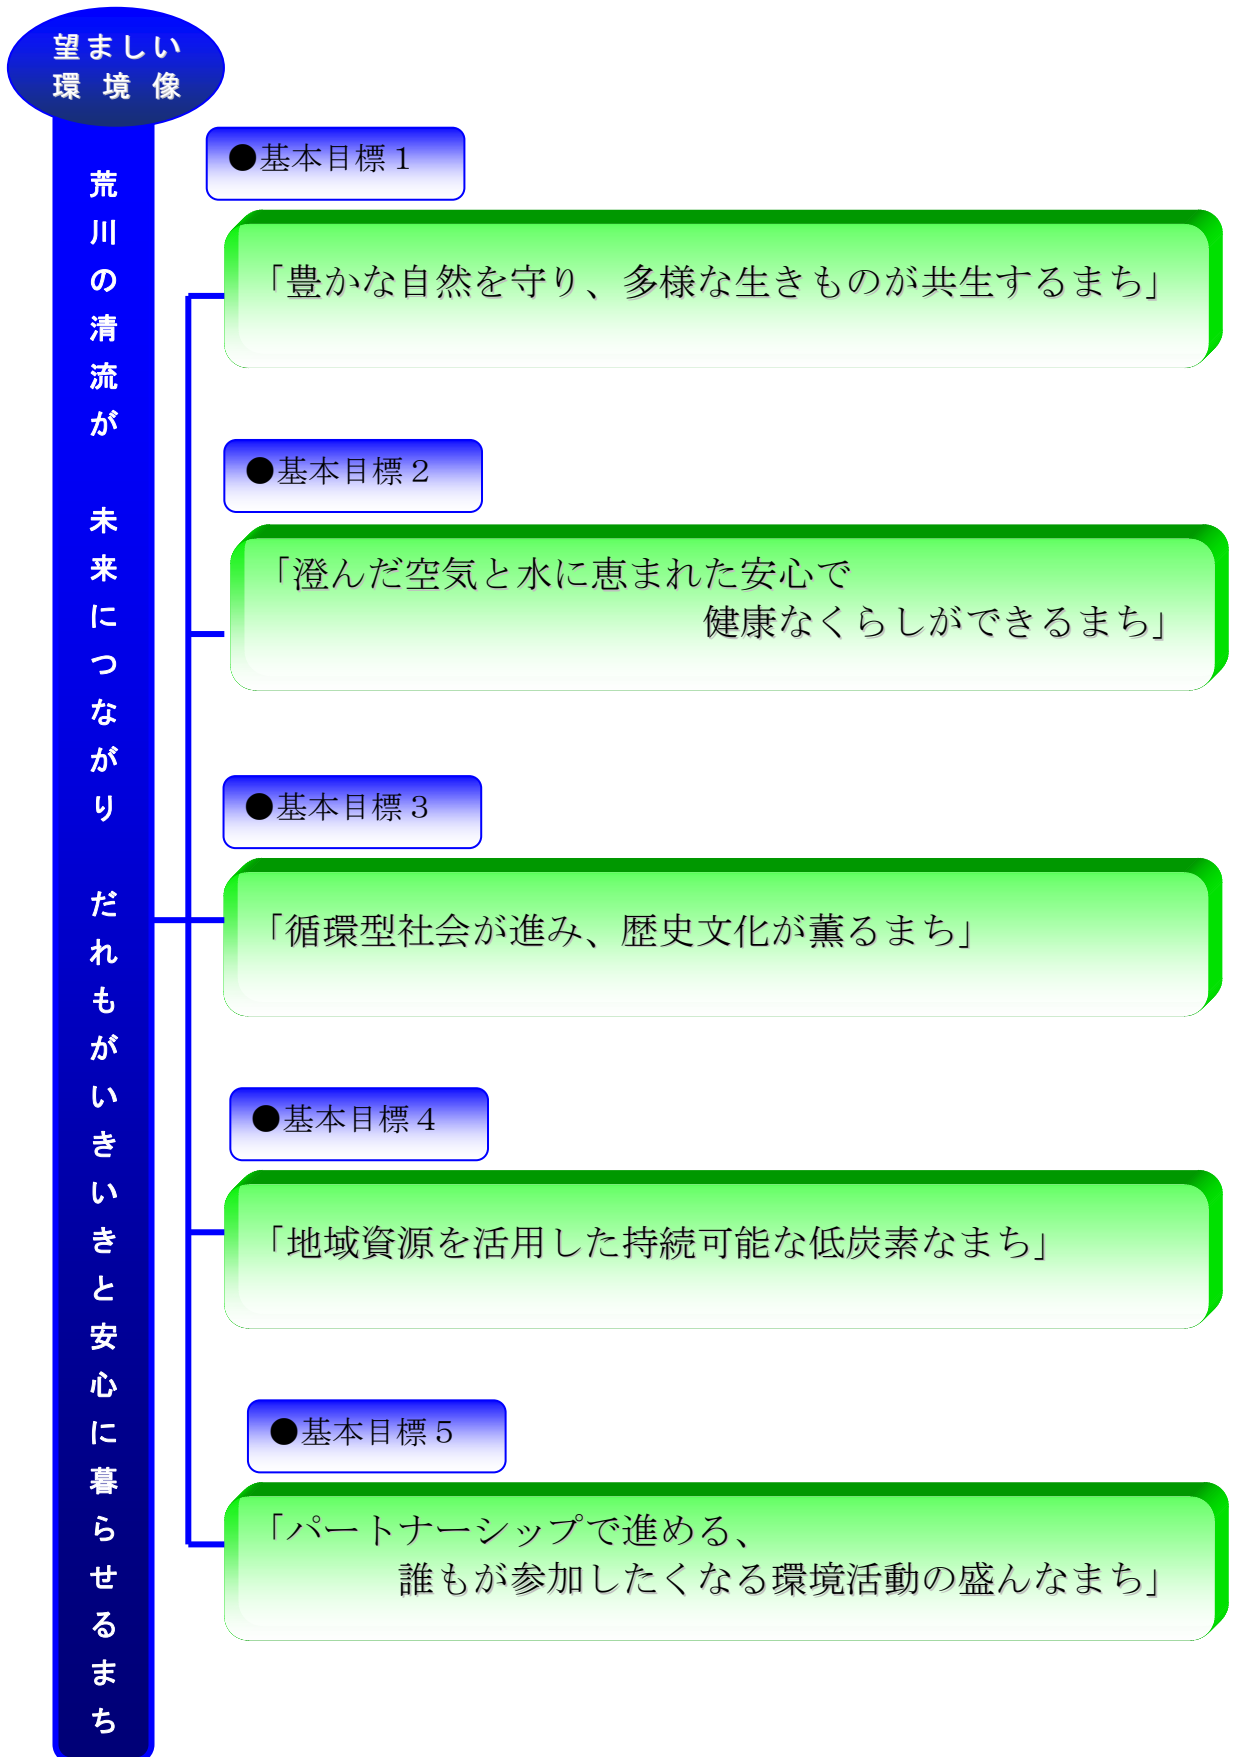 望ましい
環境像
荒川の清流が　未来につながり　だれもがいきいきと安心に暮らせるまち
●基本目標１
「豊かな自然を守り、多様な生きものが共生するまち」
●基本目標２
「澄んだ空気と水に恵まれた安心で
健康なくらしができるまち」
●基本目標３
「循環型社会が進み、歴史文化が薫るまち」
●基本目標４
「地域資源を活用した持続可能な低炭素なまち」
●基本目標５
「パートナーシップで進める、
誰もが参加したくなる環境活動の盛んなまち」